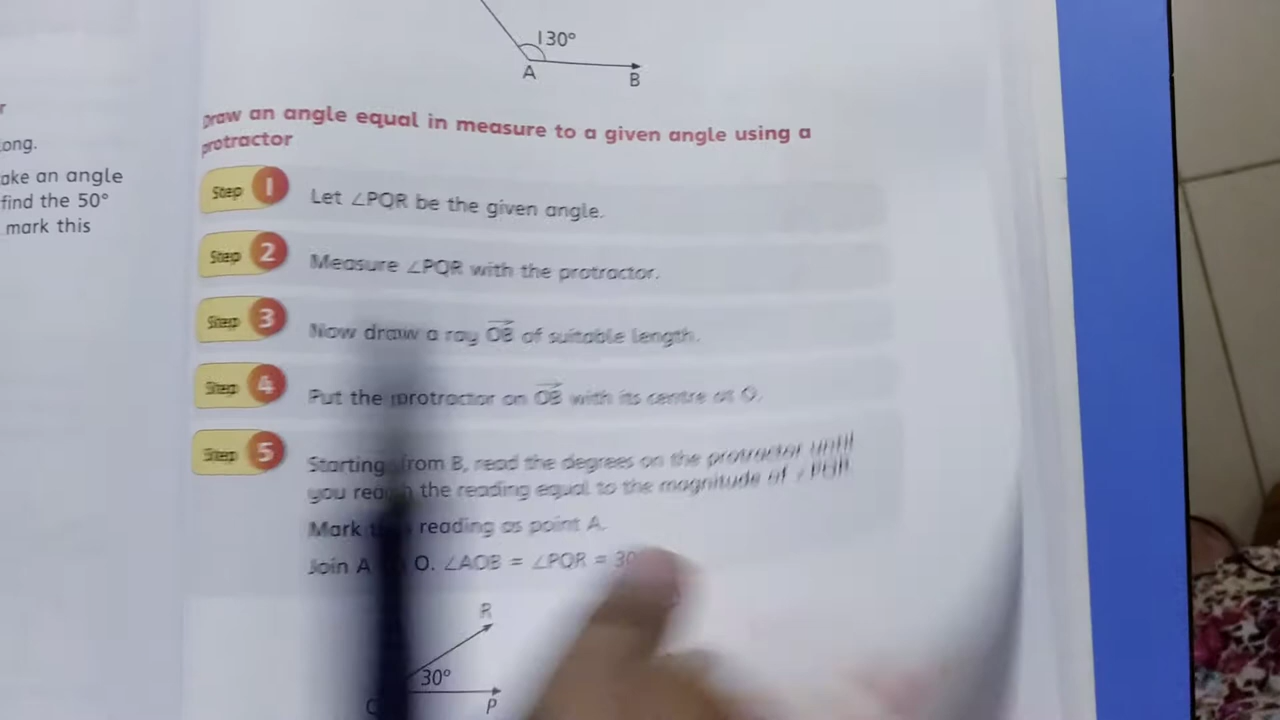 130°
A
B
Draw an angle equal in measure to a given angle using a
protractor
ong.
ake an angle
find the 50°
mark this
Step 1
Let ∠PQR be the given angle.
Step 2
Measure ∠PQR with the protractor.
Step 3
Now draw a ray OB of suitable length.
Step 4
Put the protractor on OB with its centre at O.
Step 5
Starting from B, read the degrees on the protractor until
you reach the reading equal to the magnitude of ∠PQR
Mark reading as point A.
Join A O. ∠AOB = ∠PQR = 30
R
30°
P